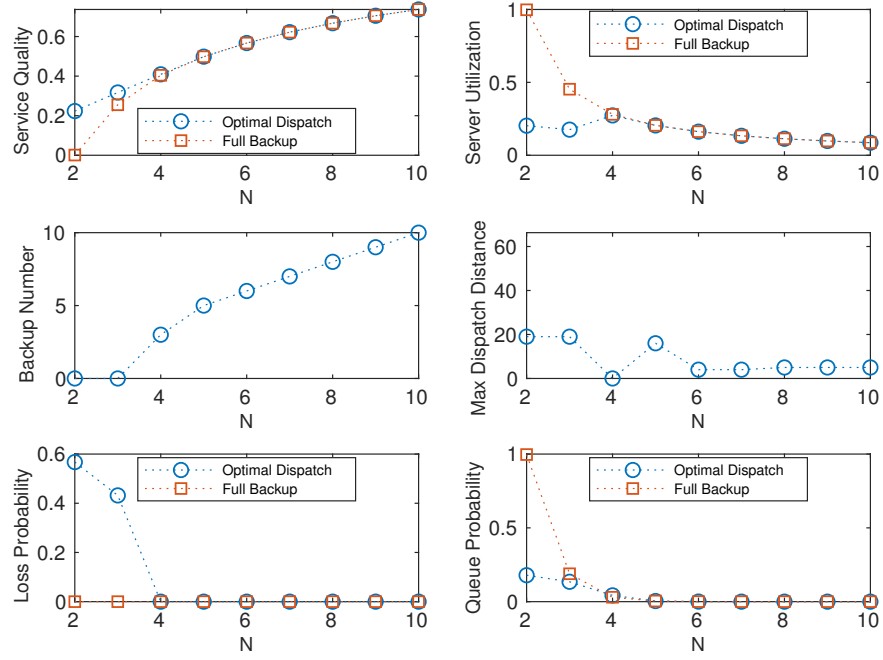 Service Quality
0.6
0.4
0.2
0
2 4 6 8 10
N
Optimal Dispatch
Full Backup
Server Utilization
1
0.5
0
2 4 6 8 10
N
Optimal Dispatch
Full Backup
Backup Number
10
5
0
2 4 6 8 10
N
Max Dispatch Distance
60
40
20
0
2 4 6 8 10
N
Loss Probability
0.6
0.4
0.2
0
2 4 6 8 10
N
Optimal Dispatch
Full Backup
Queue Probability
1
0.5
0
2 4 6 8 10
N
Optimal Dispatch
Full Backup